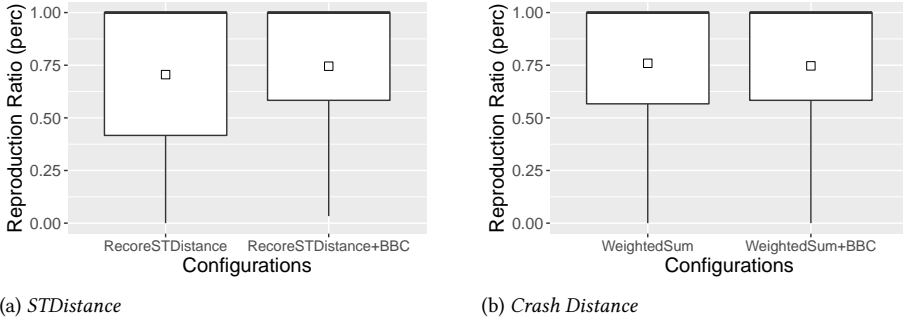 1.00
0.75
0.50
0.25
0.00
Reproduction Ratio (perc)
RecoreSTDistance RecoreSTDistance+BBC
Configurations
(a) STDistance
1.00
0.75
0.50
0.25
0.00
Reproduction Ratio (perc)
WeightedSum WeightedSum+BBC
Configurations
(b) Crash Distance